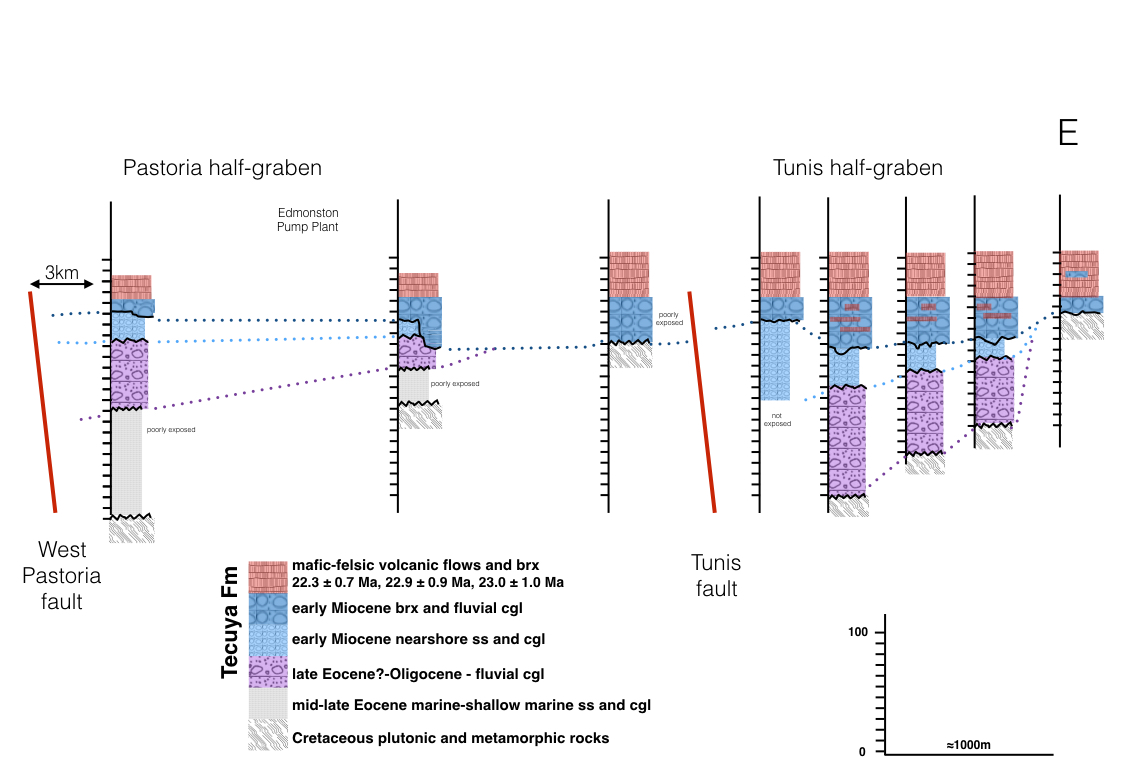 E
Pastoria half-graben
Tunis half-graben
Edmonston
Pump Plant
3km
poorly
exposed
poorly exposed
not
exposed
poorly exposed
West
Pastoria
fault
Tunis
fault
Tecuya Fm
mafic-felsic volcanic flows and brx
22.3 ± 0.7 Ma, 22.9 ± 0.9 Ma, 23.0 ± 1.0 Ma
early Miocene brx and fluvial cgl
early Miocene nearshore ss and cgl
late Eocene?-Oligocene - fluvial cgl
mid-late Eocene marine-shallow marine ss and cgl
Cretaceous plutonic and metamorphic rocks
100
0
≈1000m